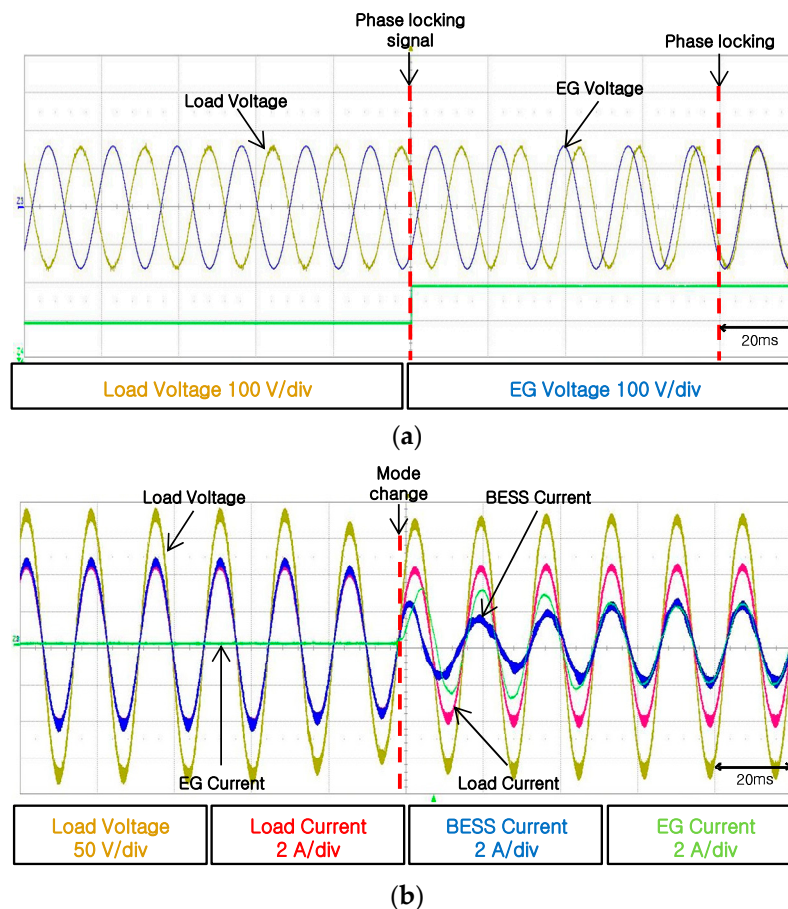 Phase locking
signal
Phase locking
Load Voltage
EG Voltage
20ms
Load Voltage 100 V/div
EG Voltage 100 V/div
(a)
Mode
change
Load Voltage
BESS Current
EG Current
Load Current
20ms
Load Voltage
50 V/div
Load Current
2 A/div
BESS Current
2 A/div
EG Current
2 A/div
(b)